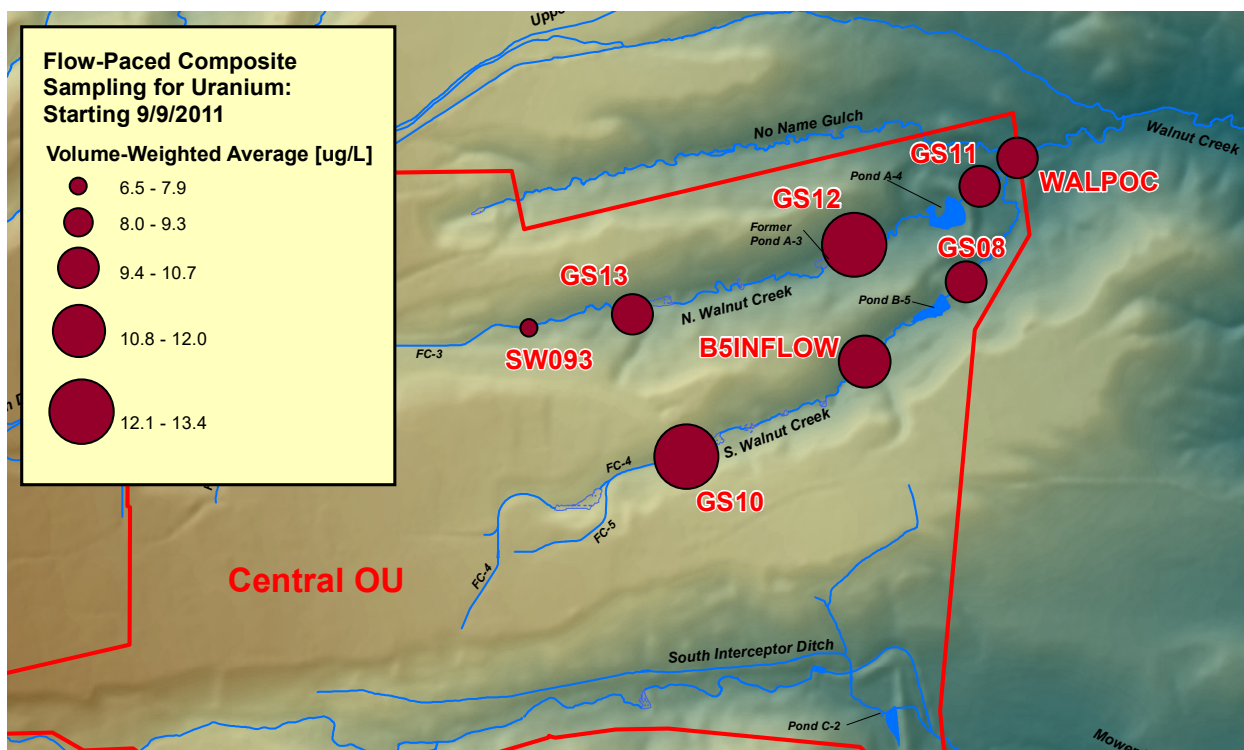 Flow-Paced Composite
Sampling for Uranium:
Starting 9/9/2011
Volume-Weighted Average [ug/L]
6.5 - 7.9
8.0 - 9.3
9.4 - 10.7
10.8 - 12.0
12.1 - 13.4
Upper
No Name Gulch
Walnut Creek
GS11
WALPOC
Pond A-4
GS12
Former
Pond A-3
GS08
GS13
N. Walnut Creek
Pond B-5
SW093
FC-3
B5INFLOW
S. Walnut Creek
FC-4
GS10
FC-5
FC-4
Central OU
South Interceptor Ditch
Pond C-2
Mower